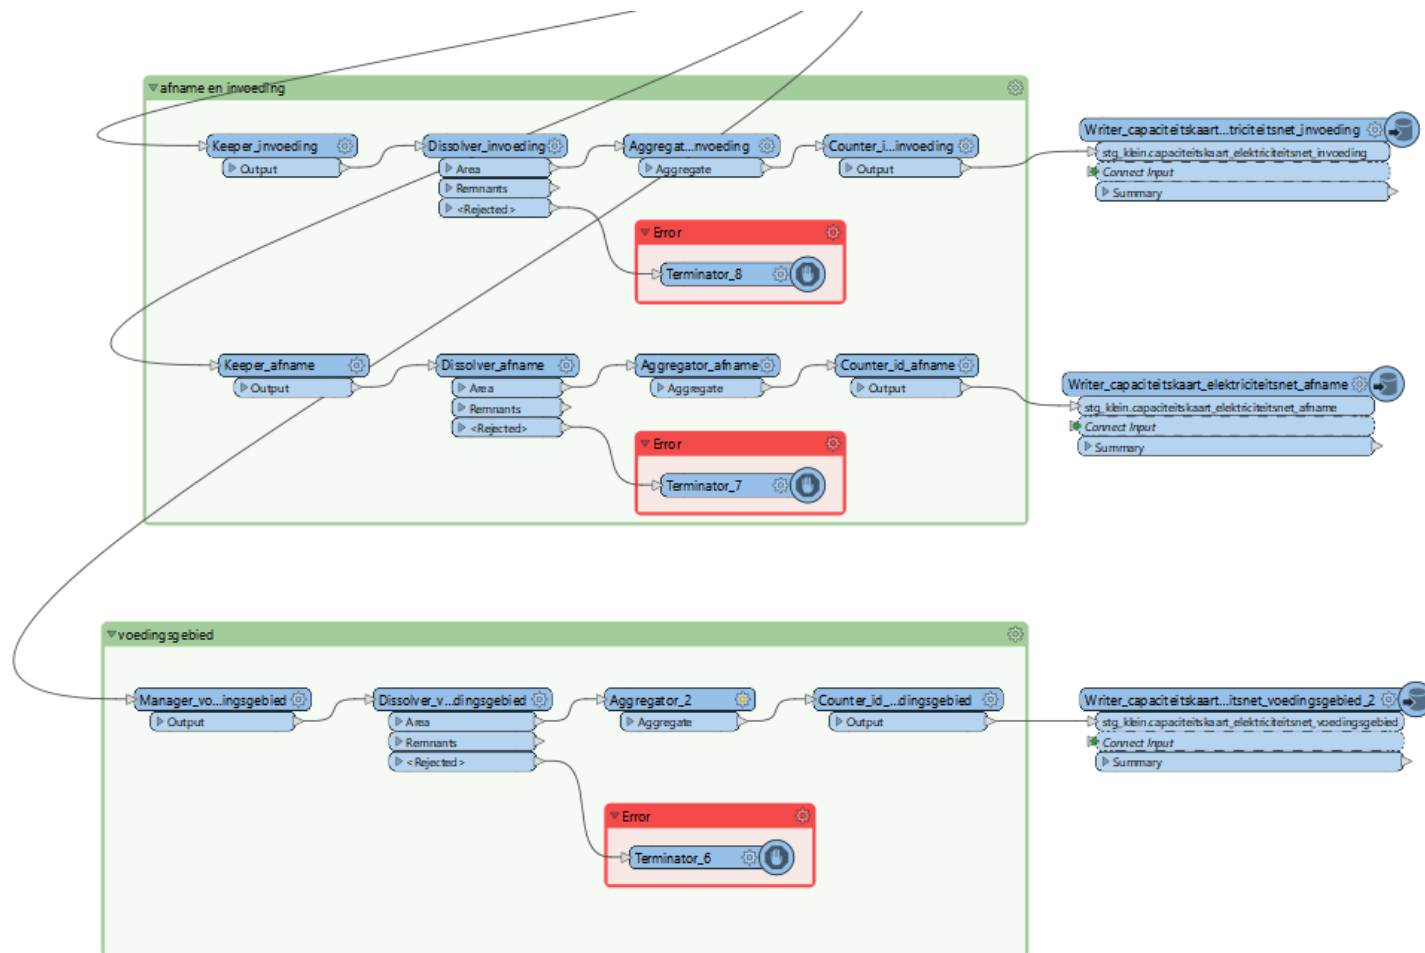 afname en invoeding
Keeper_invoeding
Output
Dissolver_invoeding
Area
Remnants
<Rejected>
Aggregat...nvoeding
Aggregate
Counter_i...invoeding
Output
Writer_capaciteitskaart...triciteitsnet_invoeding
stg_klein.capaciteitskaart_elektriciteitsnet_invoeding
Connect Input
Summary
Error
Terminator_8
Keeper_afname
Output
Dissolver_afname
Area
Remnants
<Rejected>
Aggregator_afname
Aggregate
Counter_id_afname
Output
Writer_capaciteitskaart_elektriciteitsnet_afname
stg_klein.capaciteitskaart_elektriciteitsnet_afname
Connect Input
Summary
Error
Terminator_7
voedingsgebied
Manager_vo...ingsgebied
Output
Dissolver_v...dingsgebied
Area
Remnants
<Rejected>
Aggregator_2
Aggregate
Counter_id_...dingsgebied
Output
Writer_capaciteitskaart...itsnet_voedingsgebied_2
stg_klein.capaciteitskaart_elektriciteitsnet_voedingsgebied
Connect Input
Summary
Error
Terminator_6